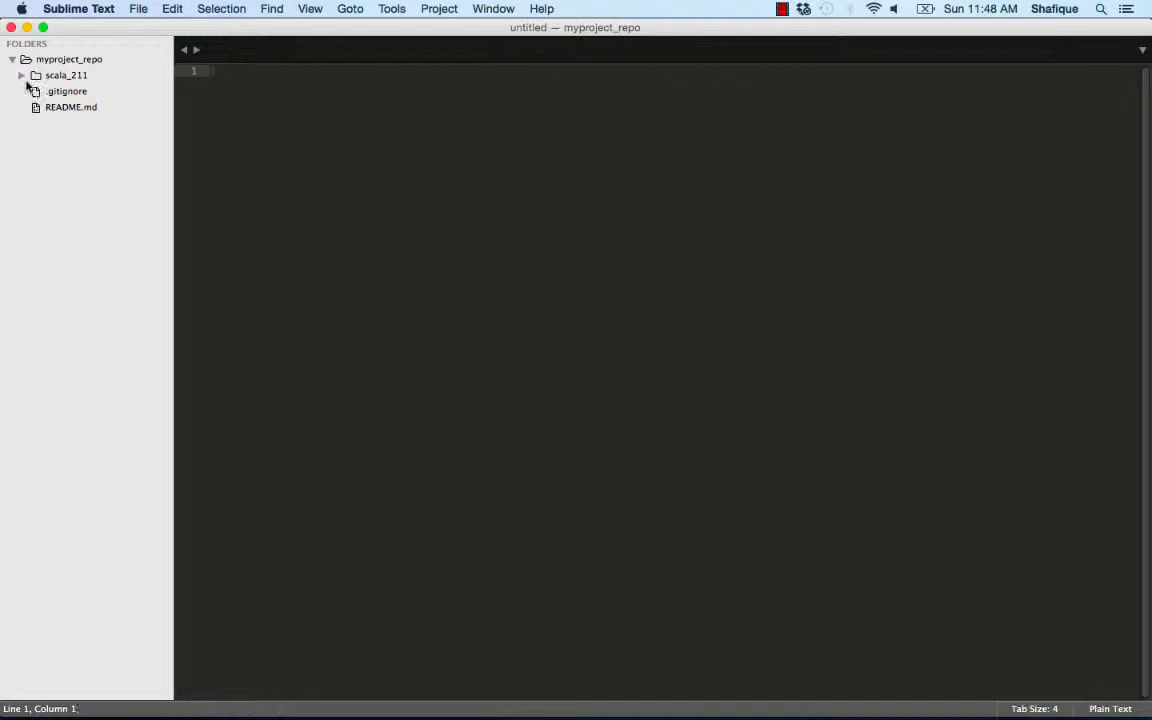 Sublime Text File Edit Selection Find View Goto Tools Project Window Help Sun 11:48 AM Shafique
untitled — myproject_repo
FOLDERS
myproject_repo
scala_211
.gitignore
README.md
1
Line 1, Column 1 Tab Size: 4 Plain Text